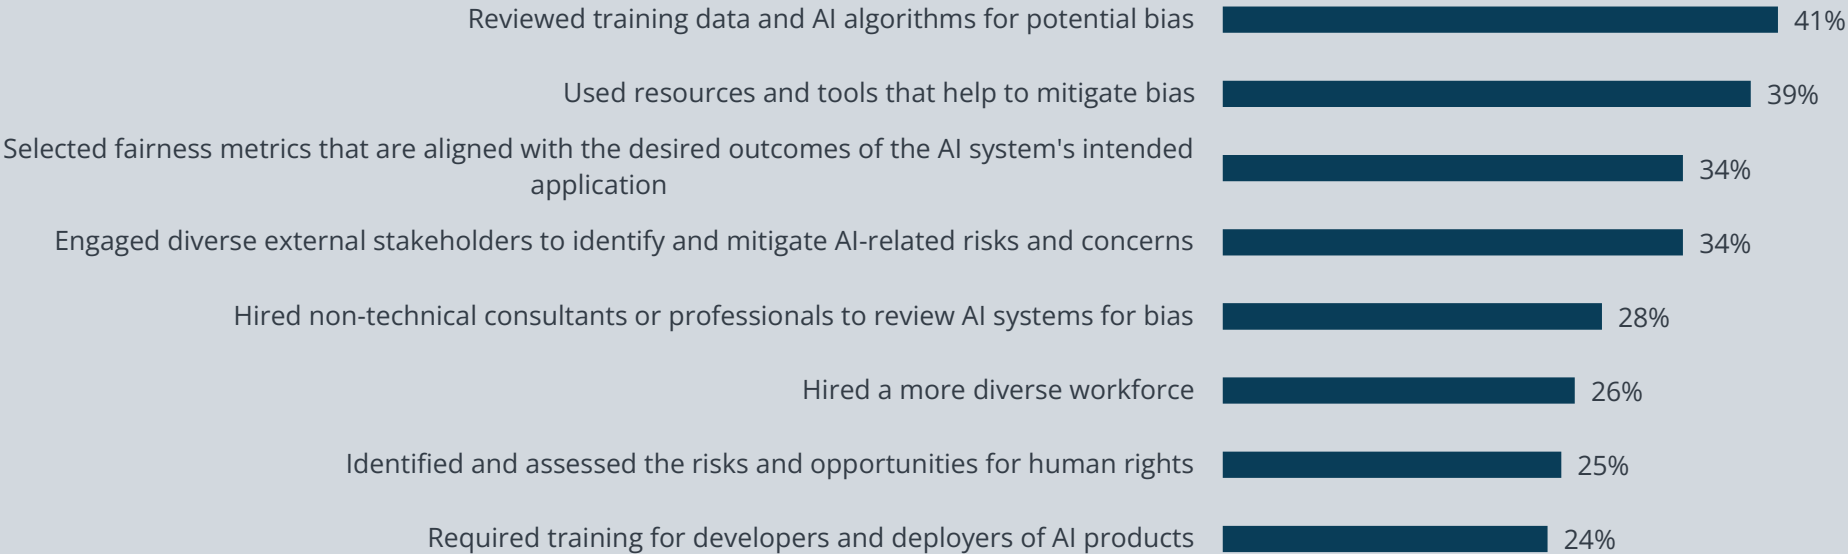 Reviewed training data and AI algorithms for potential bias 41%
Used resources and tools that help to mitigate bias 39%
Selected fairness metrics that are aligned with the desired outcomes of the AI system's intended
application 34%
Engaged diverse external stakeholders to identify and mitigate AI-related risks and concerns 34%
Hired non-technical consultants or professionals to review AI systems for bias 28%
Hired a more diverse workforce 26%
Identified and assessed the risks and opportunities for human rights 25%
Required training for developers and deployers of AI products 24%